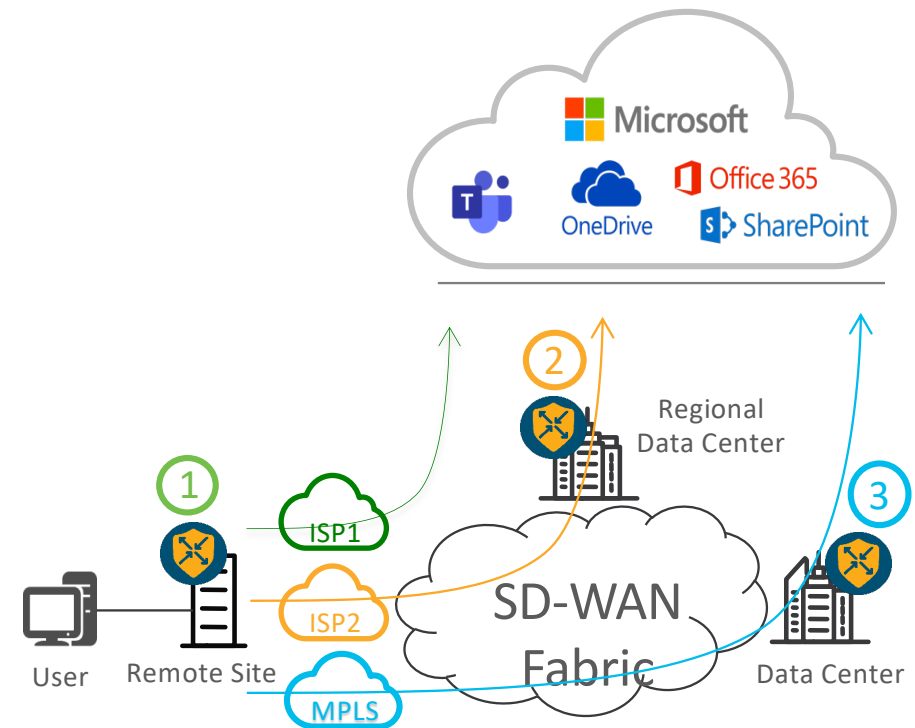 Microsoft
T
OneDrive
Office 365
S SharePoint
2
Regional
Data Center
1
3
ISP1
ISP2
SD-WAN
Fabric
User
Remote Site
Data Center
MPLS